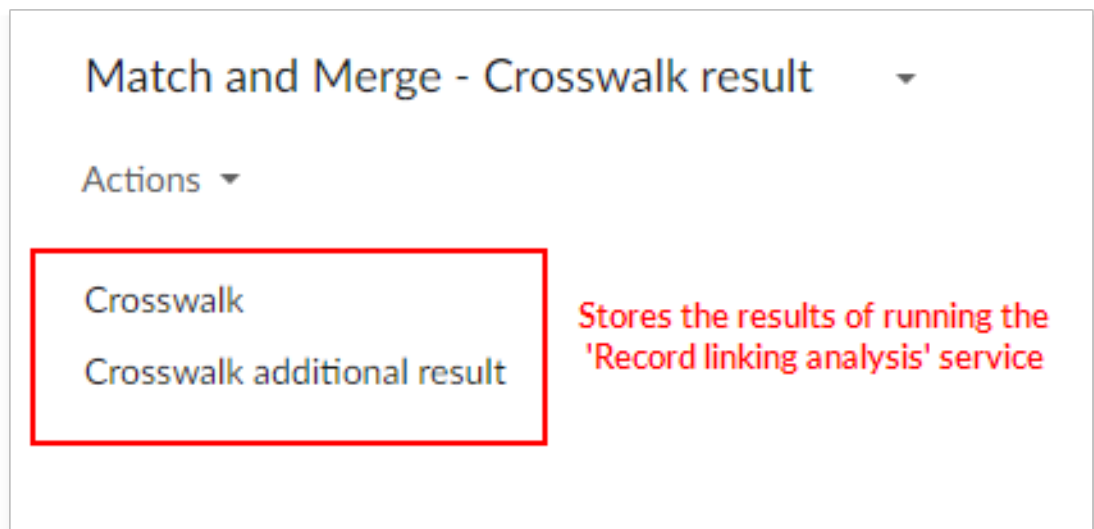 Match and Merge - Crosswalk result
Actions
Crosswalk
Crosswalk additional result
Stores the results of running the
'Record linking analysis' service